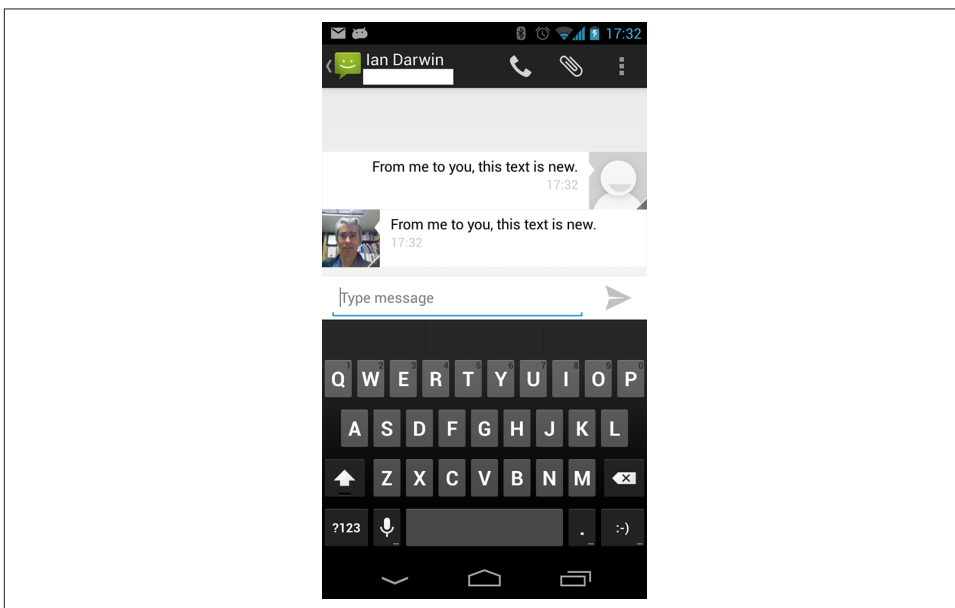 17:32
Ian Darwin
From me to you, this text is new.
17:32
From me to you, this text is new.
17:32
Type message
1 2 3 4 5 6 7 8 9 0
Q W E R T Y U I O P
A S D F G H J K L
Z X C V B N M
?123 . :-)